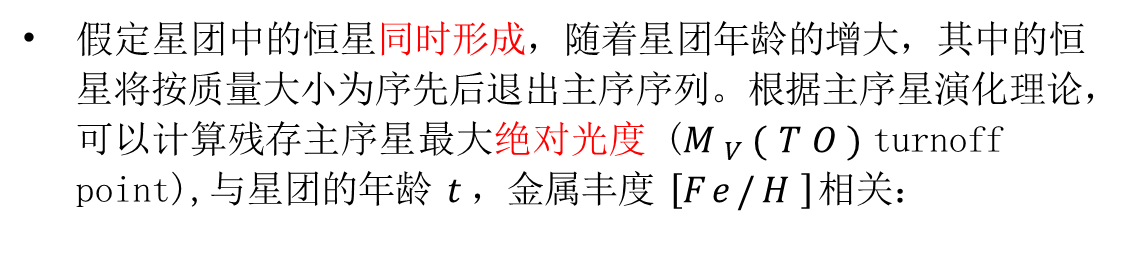 • 假定星团中的恒星同时形成，随着星团年龄的增大，其中的恒
星将按质量大小为序先后退出主序序列。根据主序星演化理论，
可以计算残存主序星最大绝对光度 (M_V(TO) turnoff
point),与星团的年龄 t，金属丰度 [Fe/H]相关：